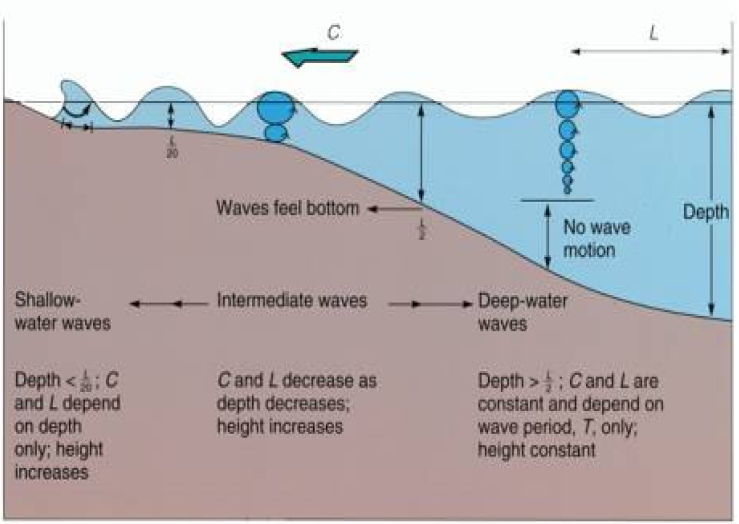 C
L
L/20
Waves feel bottom
L/2
No wave
motion
Depth
Shallow-
water waves
Intermediate waves
Deep-water
waves
Depth < L/20; C
and L depend
on depth
only; height
increases
C and L decrease as
depth decreases;
height increases
Depth > L/2; C and L are
constant and depend on
wave period, T, only;
height constant